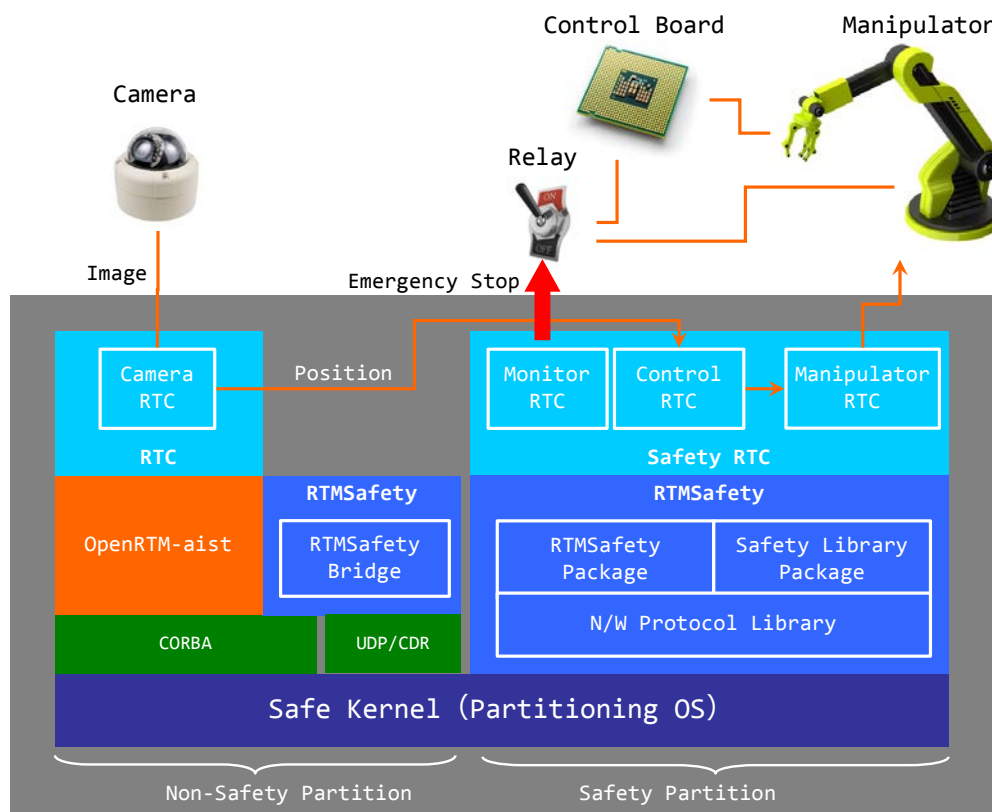 Control Board
Manipulator
Camera
Relay
ON
OFF
Image
Emergency Stop
Position
Camera
RTC
Monitor
RTC
Control
RTC
Manipulator
RTC
RTC
Safety RTC
OpenRTM-aist
RTMSafety
RTMSafety
Bridge
RTMSafety
RTMSafety
Package
Safety Library
Package
N/W Protocol Library
CORBA
UDP/CDR
Safe Kernel（Partitioning OS）
Non-Safety Partition
Safety Partition